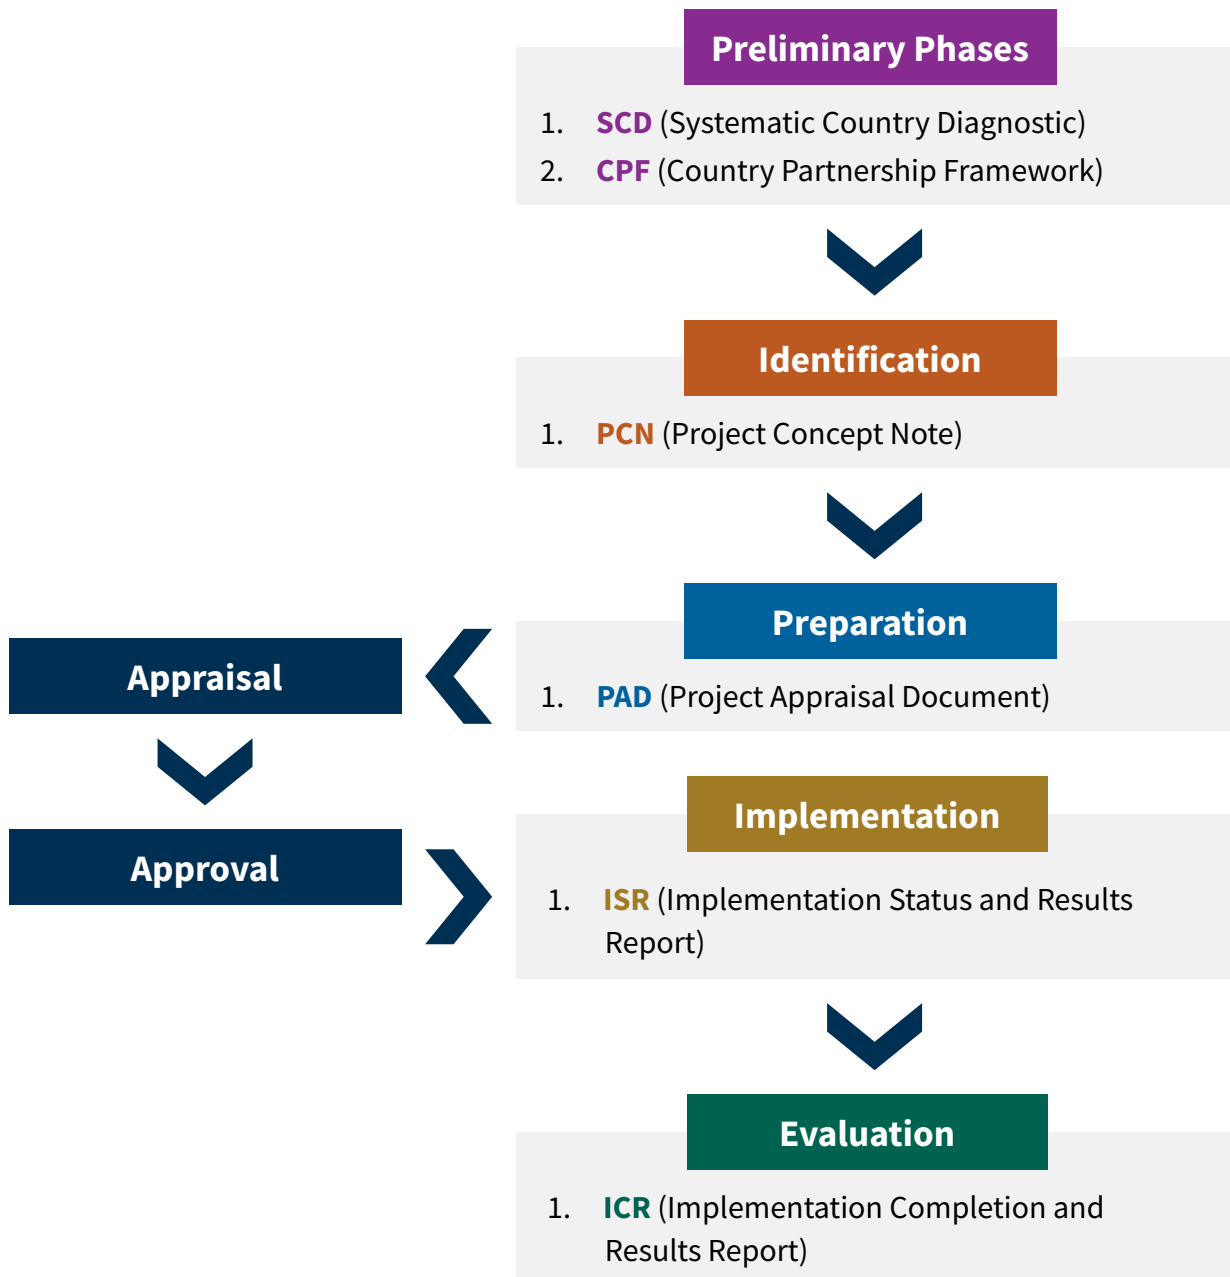 Preliminary Phases
1. SCD (Systematic Country Diagnostic)
2. CPF (Country Partnership Framework)
Identification
1. PCN (Project Concept Note)
Preparation
1. PAD (Project Appraisal Document)
Appraisal
Approval
Implementation
1. ISR (Implementation Status and Results
Report)
Evaluation
1. ICR (Implementation Completion and
Results Report)